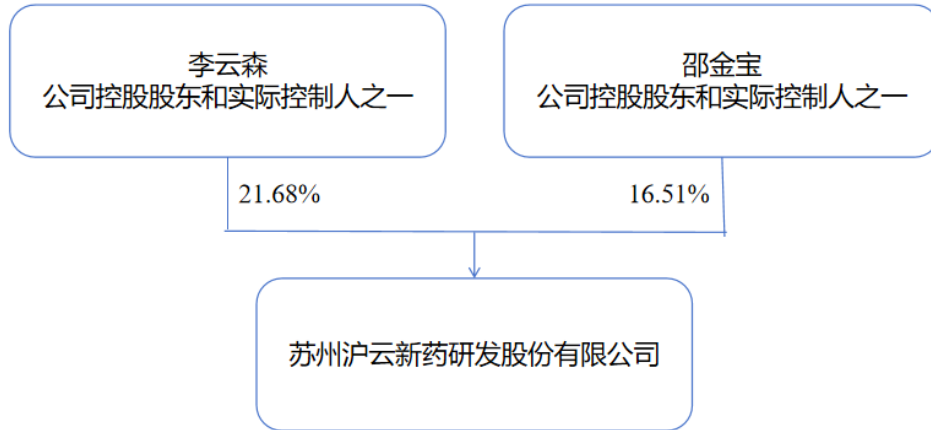 李云森
公司控股股东和实际控制人之一
邵金宝
公司控股股东和实际控制人之一
21.68%
16.51%
苏州沪云新药研发股份有限公司